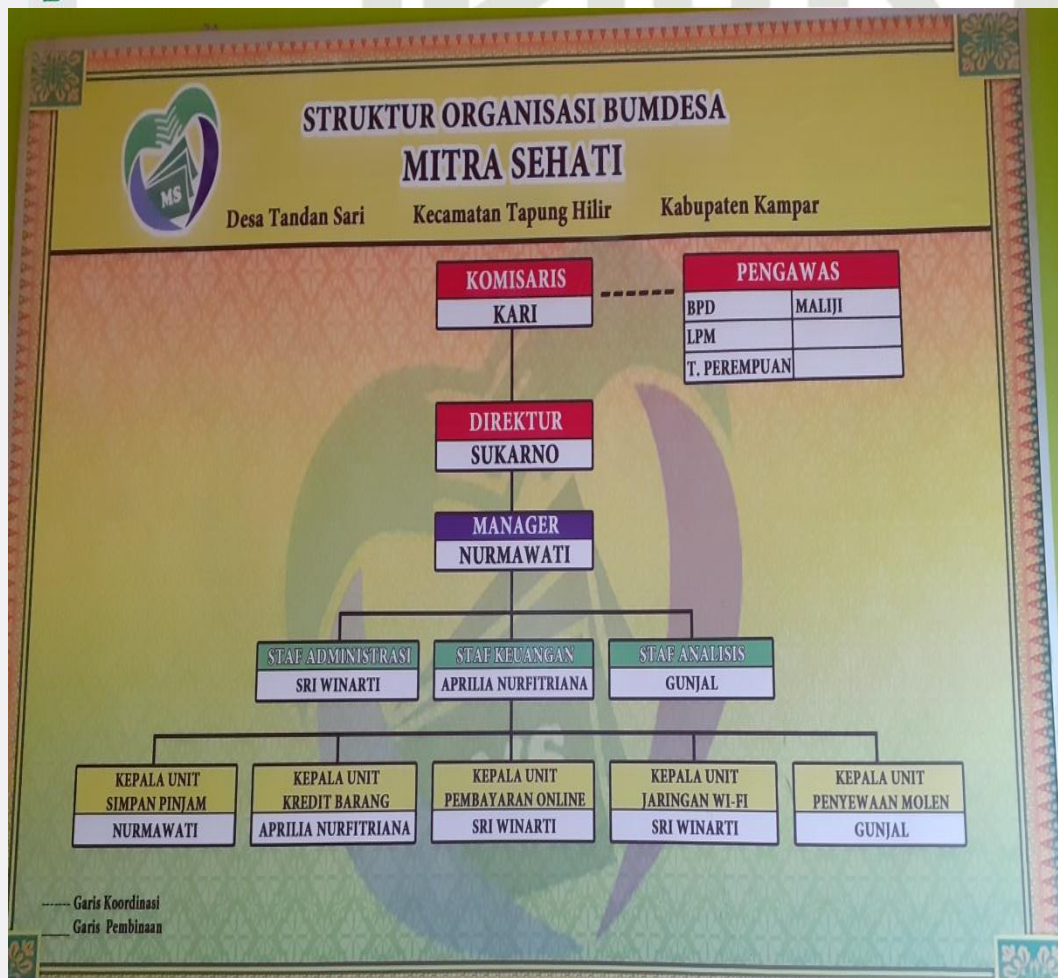 STRUKTUR ORGANISASI BUMDESA
MITRA SEHATI
MS
Desa Tandan Sari Kecamatan Tapung Hilir Kabupaten Kampar
KOMISARIS
KARI
PENGAWAS
BPD MALIJI
LPM
T. PEREMPUAN
DIREKTUR
SUKARNO
MANAGER
NURMAWATI
STAF ADMINISTRASI
SRI WINARTI
STAF KEUANGAN
APRILIA NURFITRIANA
STAF ANALISIS
GUNJAL
MS
KEPALA UNIT
SIMPAN PINJAM
NURMAWATI
KEPALA UNIT
KREDIT BARANG
APRILIA NURFITRIANA
KEPALA UNIT
PEMBAYARAN ONLINE
SRI WINARTI
KEPALA UNIT
JARINGAN WI-FI
SRI WINARTI
KEPALA UNIT
PENYEWAAN MOLEN
GUNJAL
------- Garis Koordinasi
____ Garis Pembinaan